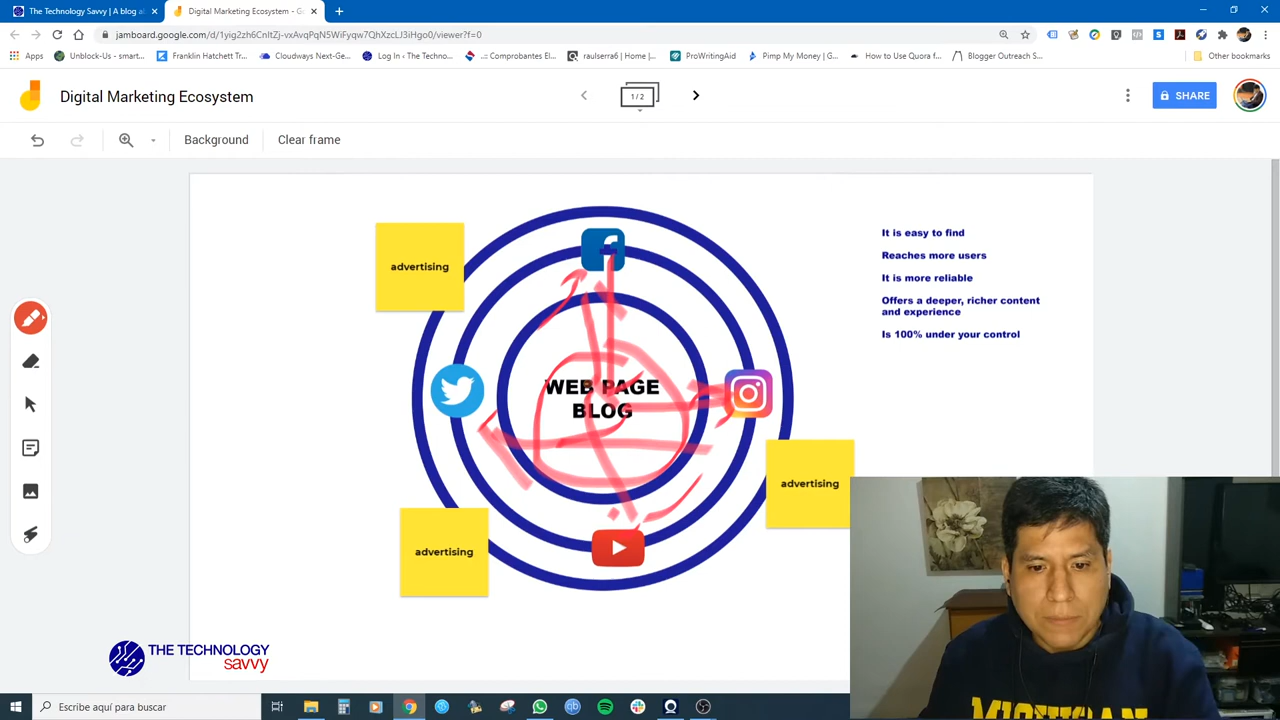 The Technology Savvy | A blog al
Digital Marketing Ecosystem - G
jamboard.google.com/d/1yig2zh6CnItZj-vxAvqPqN5WiFyqw7QhXzcLJ3iHgo0/viewer?f=0
Apps
Unblock-Us - smart...
Franklin Hatchett Tr...
Cloudways Next-Ge...
Log In ‹ The Techno...
.:: Comprobantes El...
raulserra6 | Home |...
ProWritingAid
Pimp My Money | G...
How to Use Quora f...
Blogger Outreach S...
Other bookmarks
Digital Marketing Ecosystem
1 / 2
SHARE
Background
Clear frame
advertising
It is easy to find
Reaches more users
It is more reliable
Offers a deeper, richer content
and experience
Is 100% under your control
WEB PAGE
BLOG
advertising
advertising
THE TECHNOLOGY
savvy
MICHIGAN
Escribe aquí para buscar